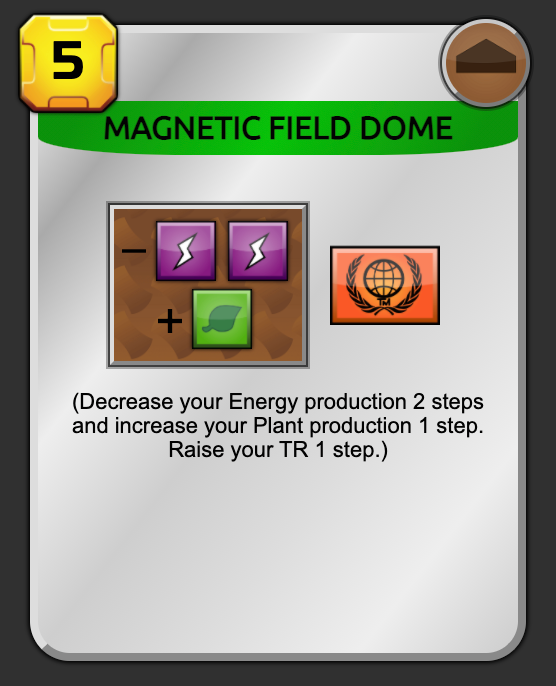 5
MAGNETIC FIELD DOME
−
+
TM
(Decrease your Energy production 2 steps
and increase your Plant production 1 step.
Raise your TR 1 step.)